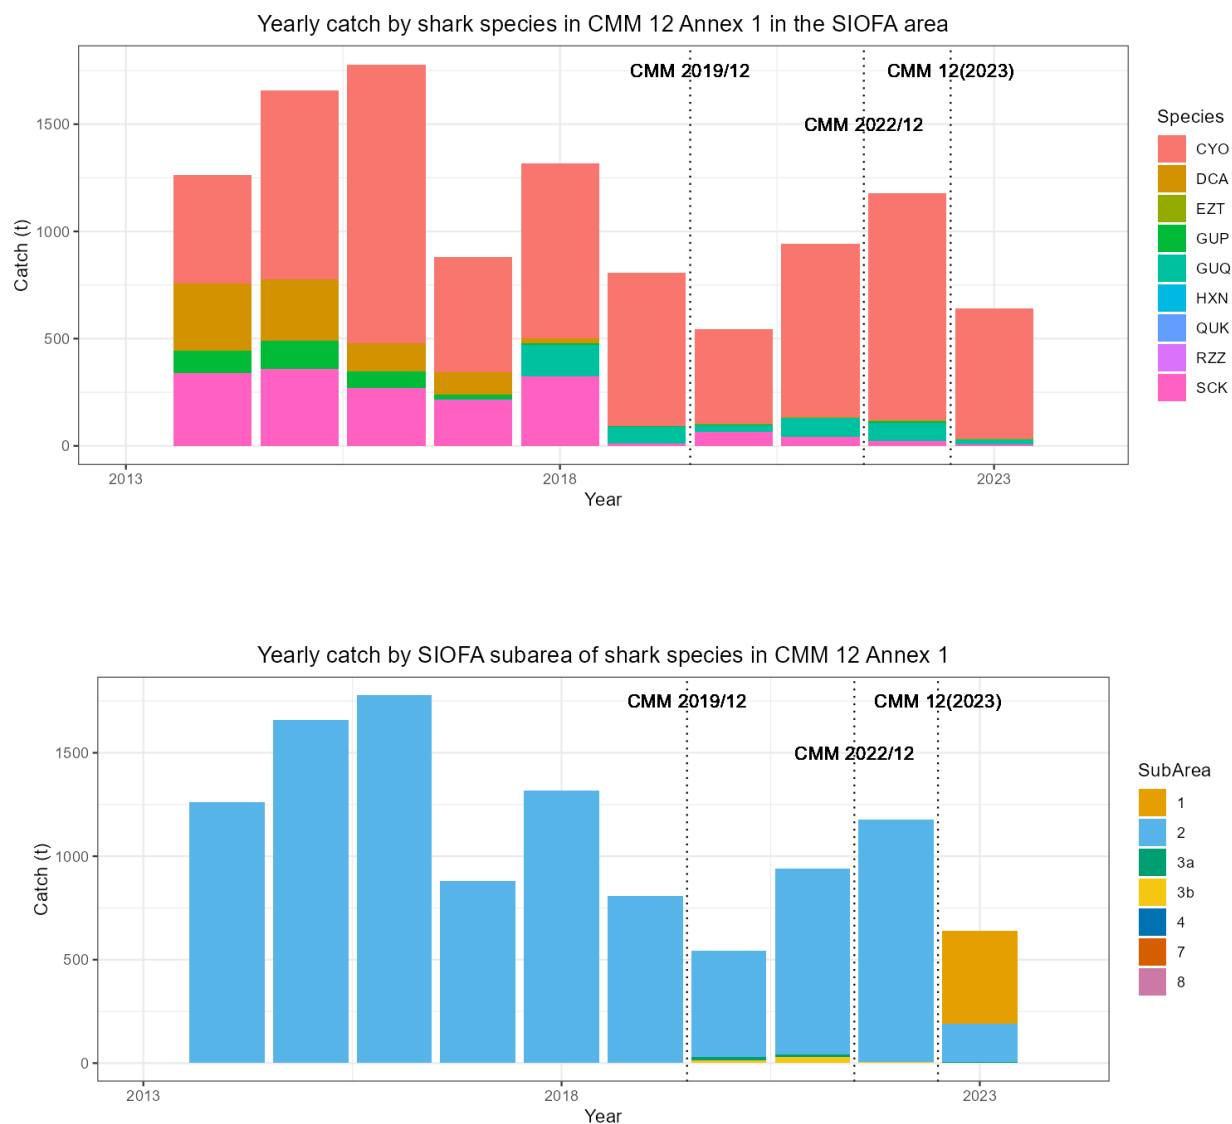 Yearly catch by shark species in CMM 12 Annex 1 in the SIOFA area
CMM 2019/12
CMM 12(2023)
CMM 2022/12
1500
1000
500
0
Catch (t)
2013
2018
2023
Year
Species
CYO
DCA
EZT
GUP
GUQ
HXN
QUK
RZZ
SCK
Yearly catch by SIOFA subarea of shark species in CMM 12 Annex 1
CMM 2019/12
CMM 12(2023)
CMM 2022/12
1500
1000
500
0
Catch (t)
2013
2018
2023
Year
SubArea
1
2
3a
3b
4
7
8